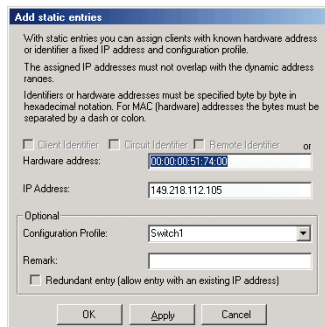 Add static entries
With static entries you can assign clients with known hardware address
or identifier a fixed IP address and configuration profile.
The assigned IP addresses must not overlap with the dynamic address
ranges.
Identifiers or hardware addresses must be specified byte by byte in
hexadecimal notation. For MAC (hardware) addresses the bytes must be
separated by a dash or colon.
Client Identifier Circuit Identifier Remote Identifier or
Hardware address: 00:00:00:51:74:00
IP Address: 149.218.112.105
Optional
Configuration Profile: Switch1
Remark:
Redundant entry (allow entry with an existing IP address)
OK Apply Cancel